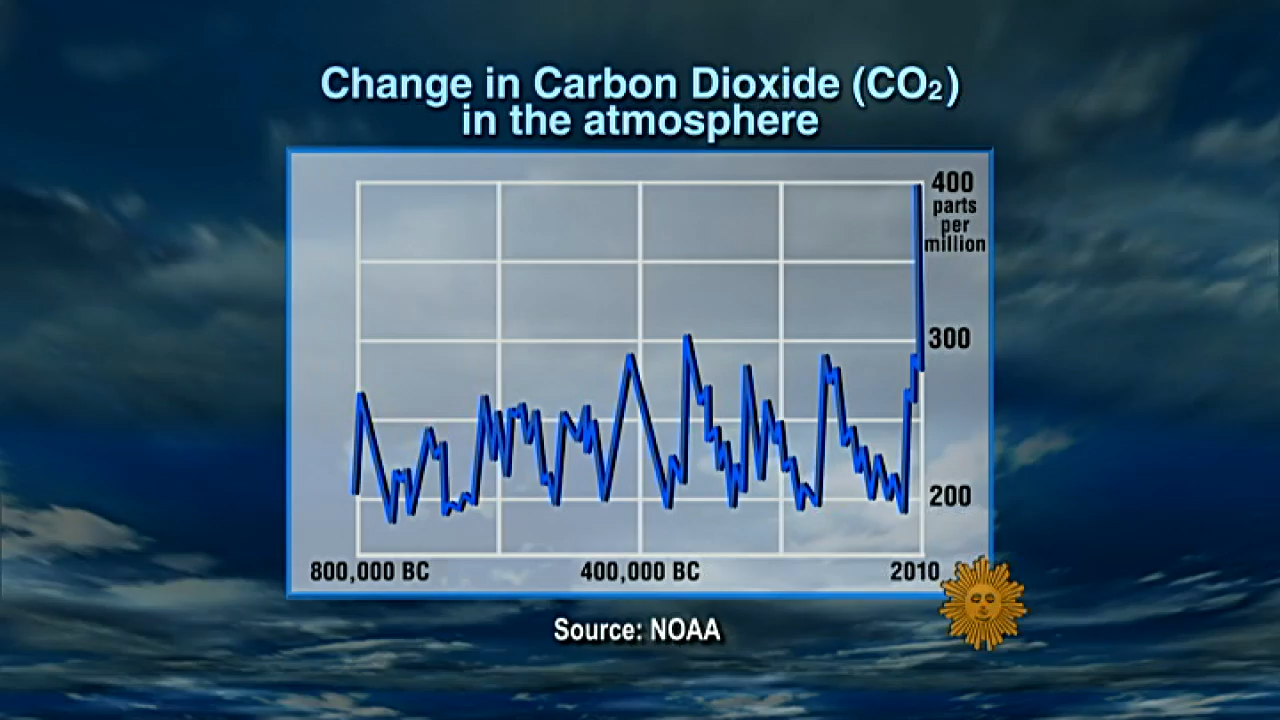 Change in Carbon Dioxide (CO₂)
in the atmosphere
400
parts
per
million
300
200
800,000 BC
400,000 BC
2010
Source: NOAA